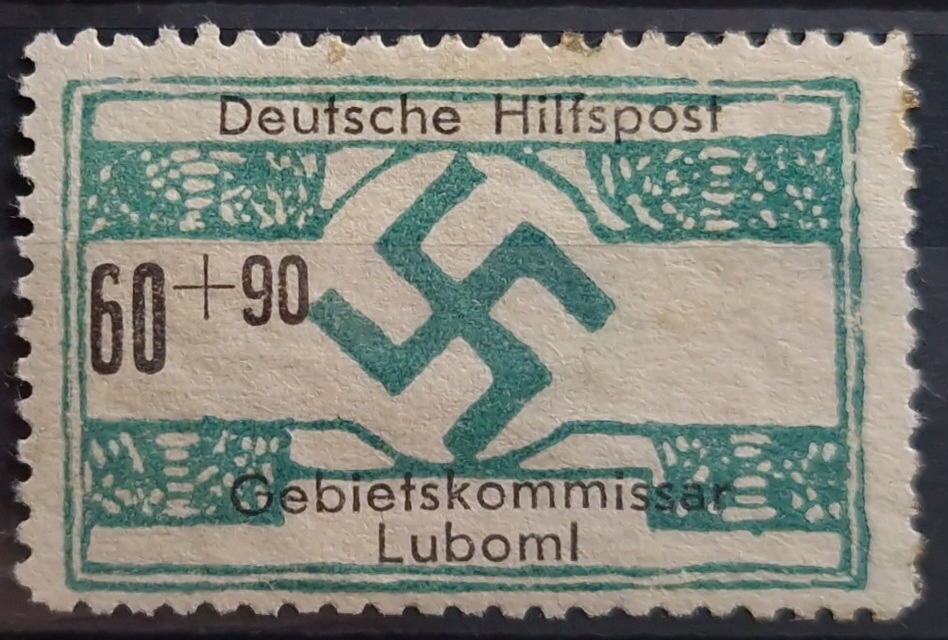 Deutsche Hilfspost
60+90
Gebietskommissar
Luboml